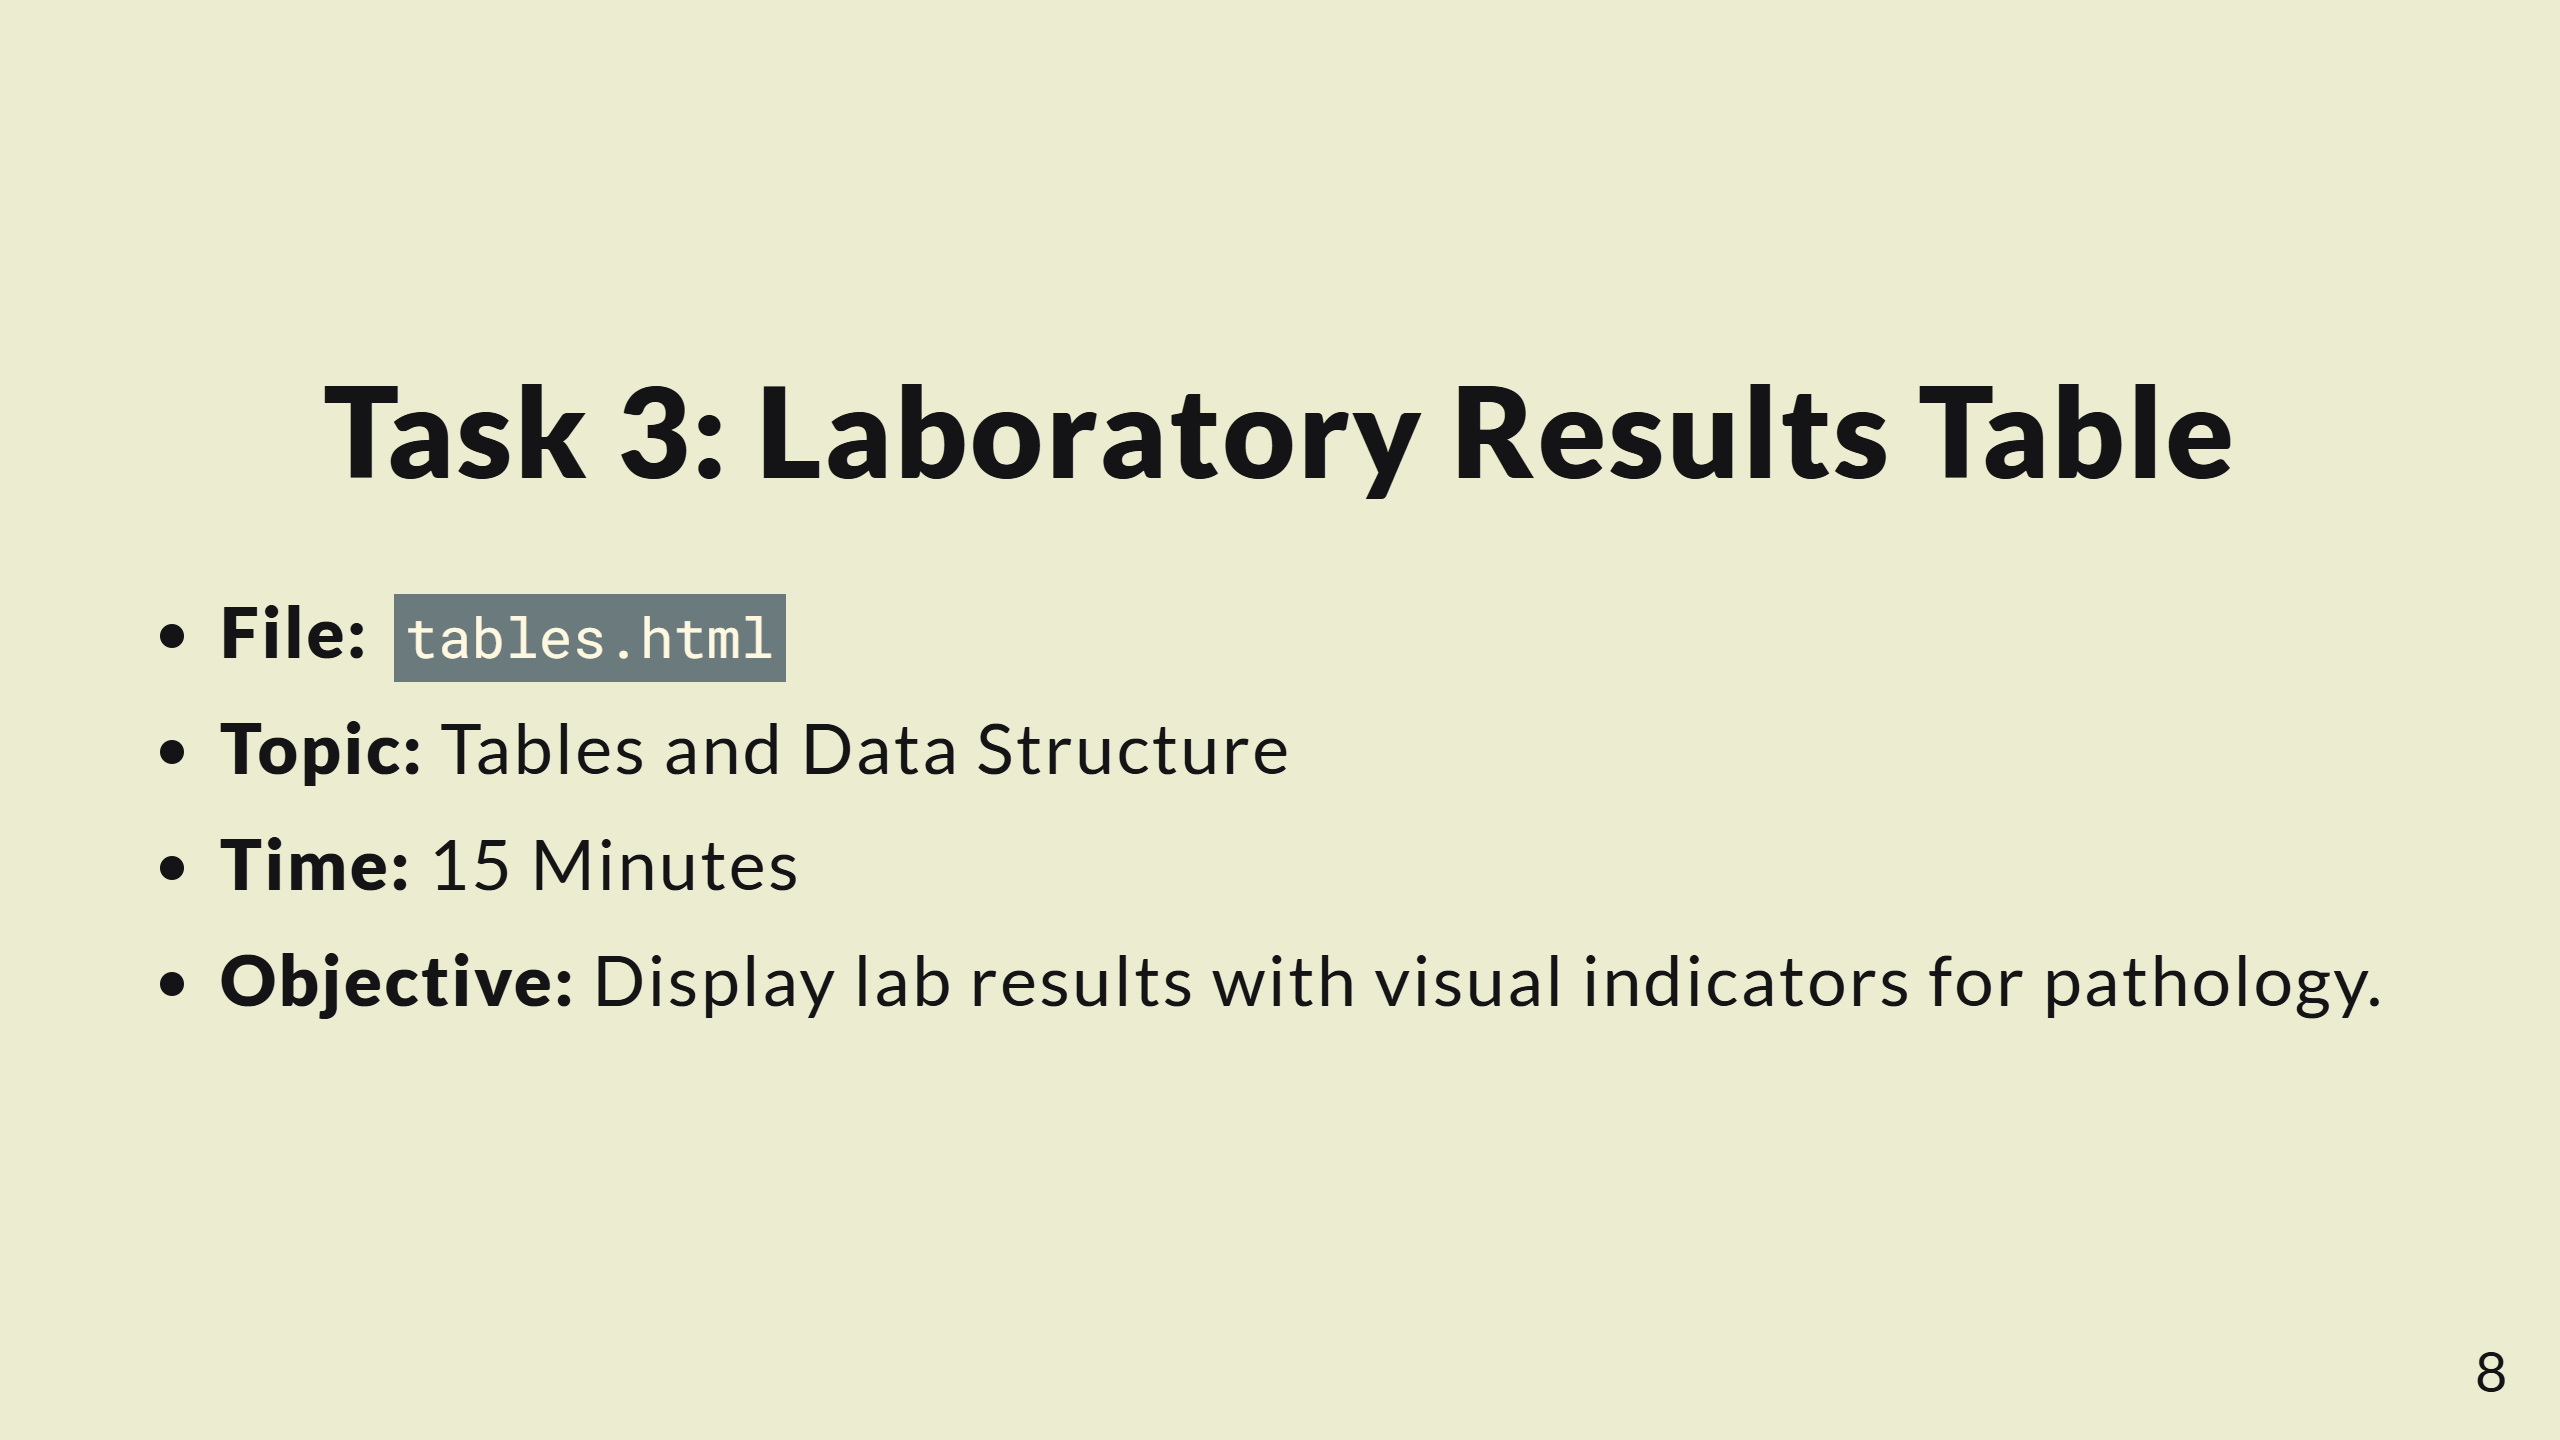 Task 3: Laboratory Results Table
• File: tables.html
• Topic: Tables and Data Structure
• Time: 15 Minutes
• Objective: Display lab results with visual indicators for pathology.
8